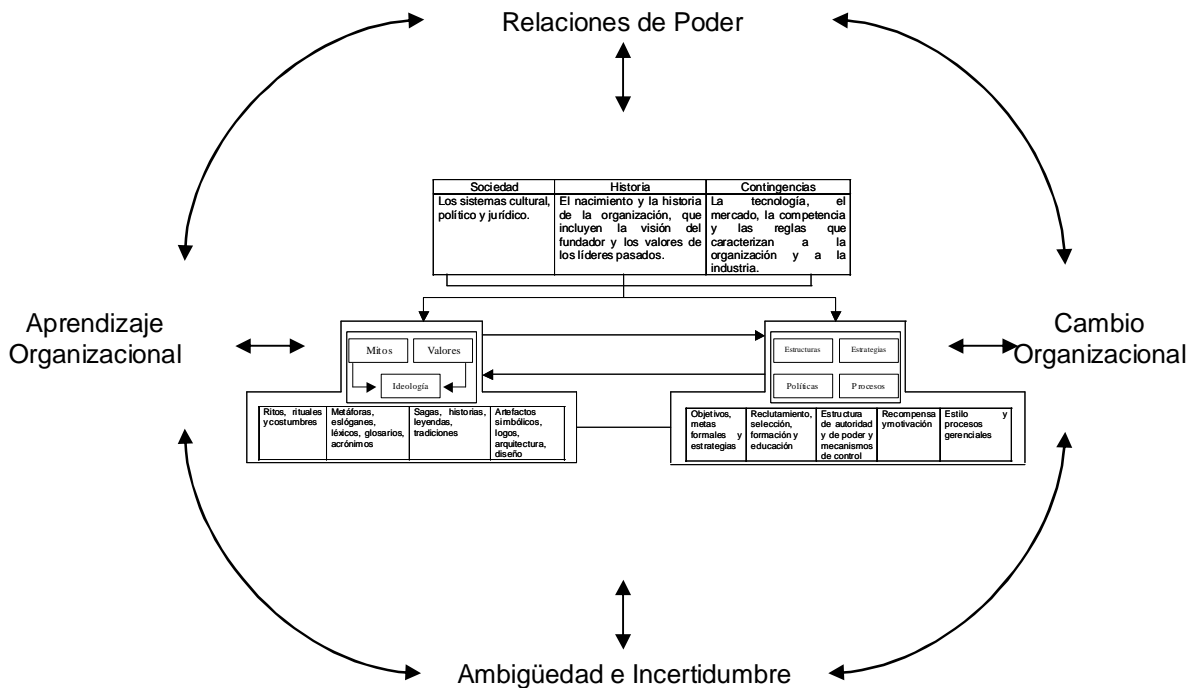 Relaciones de Poder
Sociedad
Los sistemas cultural,
político y jurídico.
Historia
El nacimiento y la historia
de la organización, que
incluyen la visión del
fundador y los valores de
los líderes pasados.
Contingencias
La tecnología, el
mercado, la competencia
y las reglas que
caracterizan a la
organización y a la
industria.
Aprendizaje
Organizacional
Mitos
Valores
Ideología
Ritos, rituales
y costumbres
Metáforas,
eslóganes,
léxicos, glosarios,
acrónimos
Sagas, historias,
leyendas,
tradiciones
Artefactos
simbólicos,
logos,
arquitectura,
diseño
Estructuras
Estrategias
Políticas
Procesos
Objetivos,
metas
formales y
estrategias
Reclutamiento,
selección,
formación y
educación
Estructura
de autoridad
y de poder y
mecanismos
de control
Recompensa
y motivación
Estilo y
procesos
gerenciales
Cambio
Organizacional
Ambigüedad e Incertidumbre